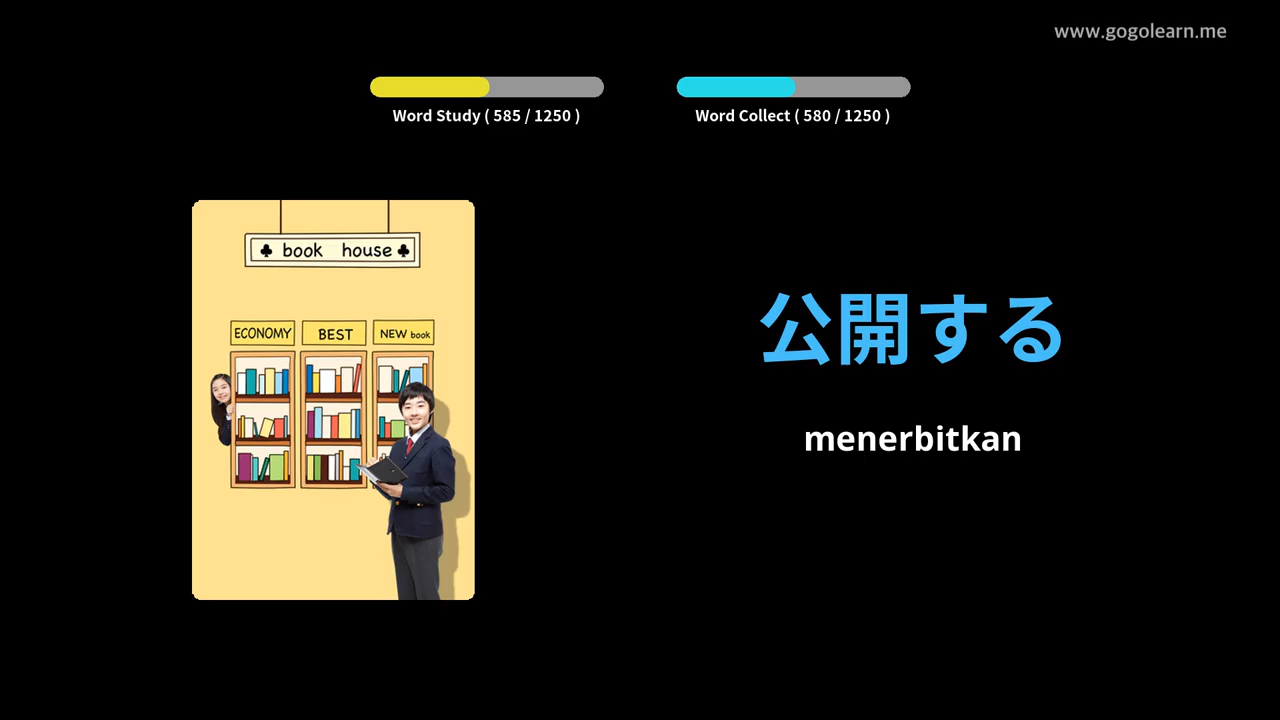 www.gogolearn.me
Word Study ( 585 / 1250 )
Word Collect ( 580 / 1250 )
♣ book house ♣
ECONOMY
BEST
NEW book
公開する
menerbitkan